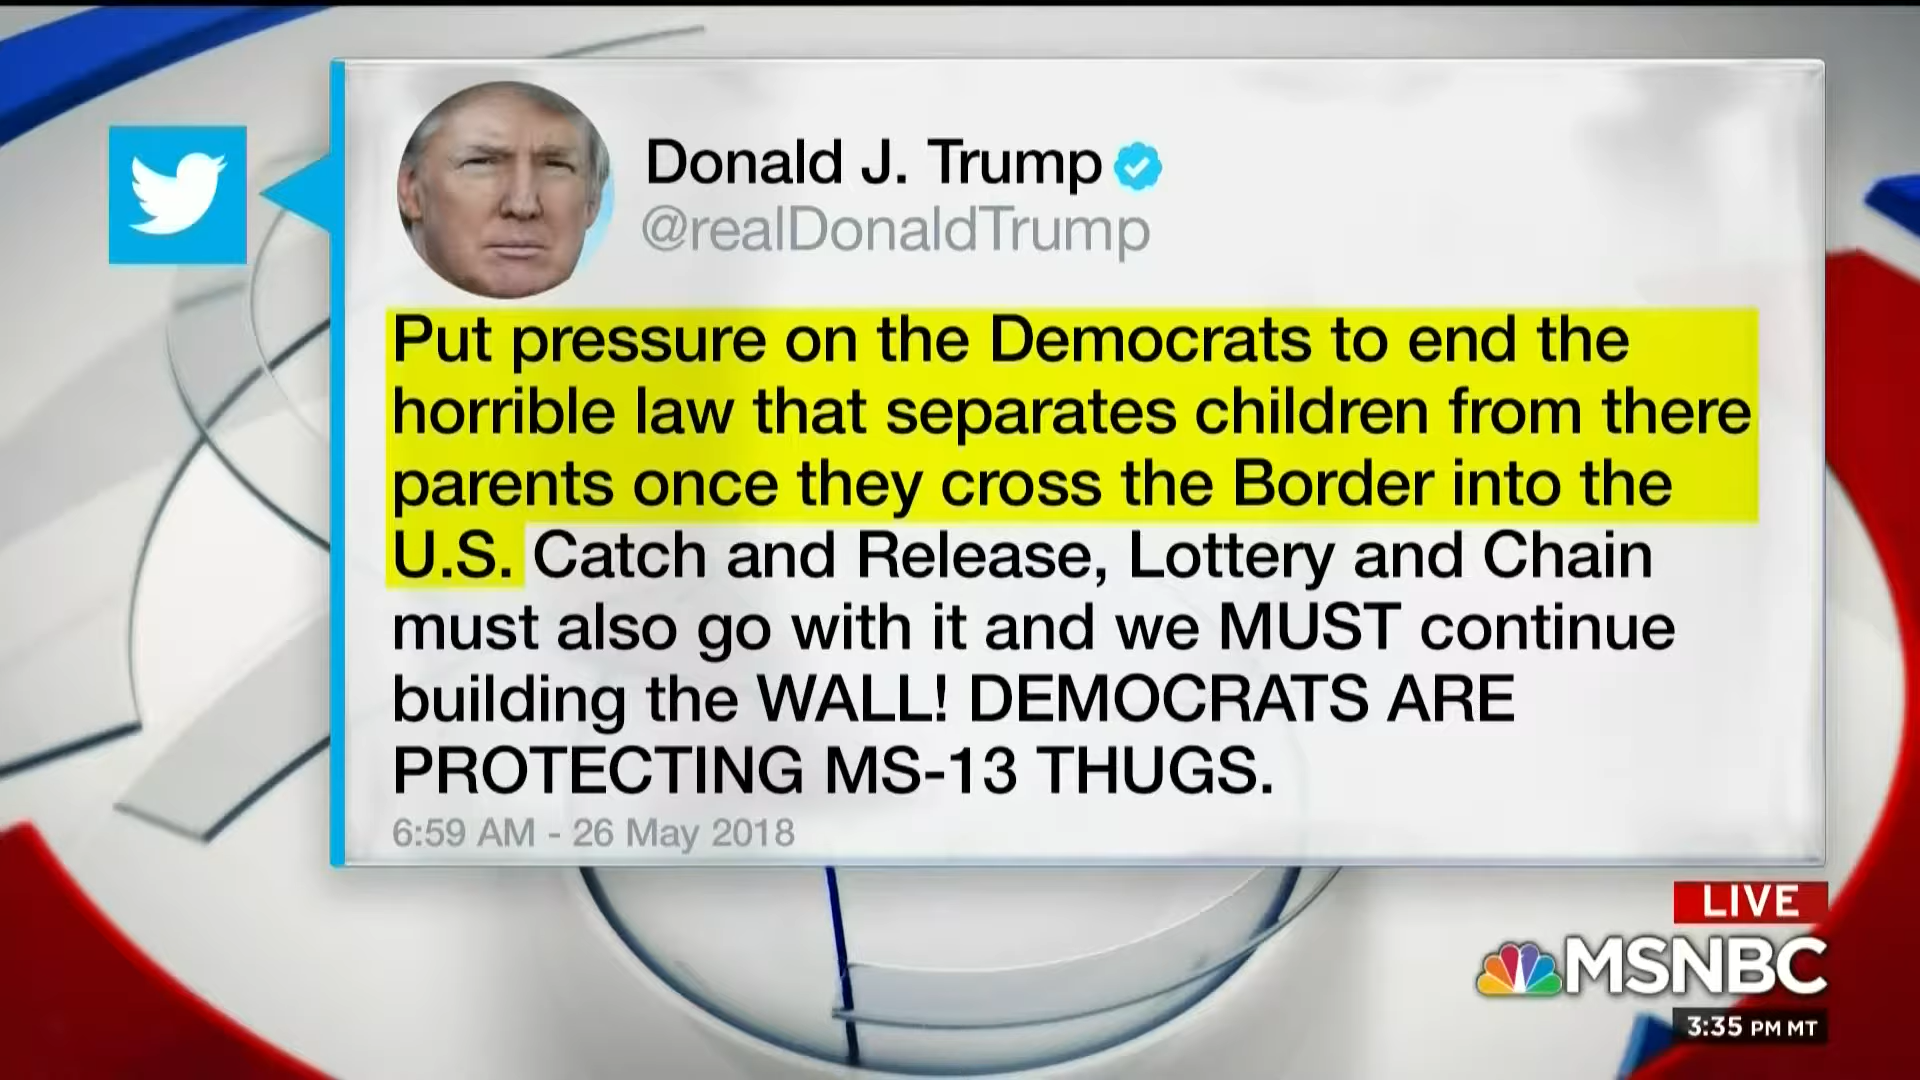 Donald J. Trump
@realDonaldTrump
Put pressure on the Democrats to end the
horrible law that separates children from there
parents once they cross the Border into the
U.S. Catch and Release, Lottery and Chain
must also go with it and we MUST continue
building the WALL! DEMOCRATS ARE
PROTECTING MS-13 THUGS.
6:59 AM - 26 May 2018
LIVE
MSNBC
3:35 PM MT